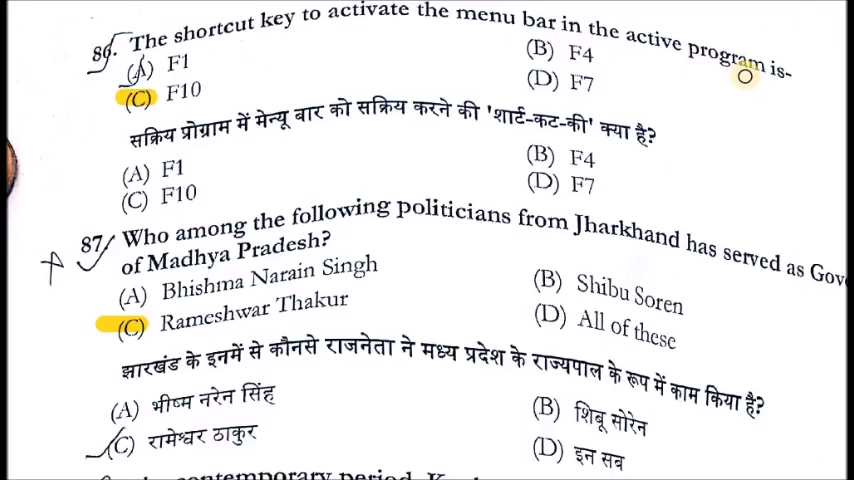 86. The shortcut key to activate the menu bar in the active program is-
(A) F1 (B) F4
(C) F10 (D) F7
सक्रिय प्रोग्राम में मेन्यू बार को सक्रिय करने की 'शार्ट-कट-की' क्या है?
(A) F1 (B) F4
(C) F10 (D) F7
87. Who among the following politicians from Jharkhand has served as Gov
of Madhya Pradesh?
(A) Bhishma Narain Singh (B) Shibu Soren
(C) Rameshwar Thakur (D) All of these
झारखंड के इनमें से कौनसे राजनेता ने मध्य प्रदेश के राज्यपाल के रूप में काम किया है?
(A) भीष्म नरेन सिंह (B) शिबू सोरेन
(C) रामेश्वर ठाकुर (D) इन सब
contemporary period,